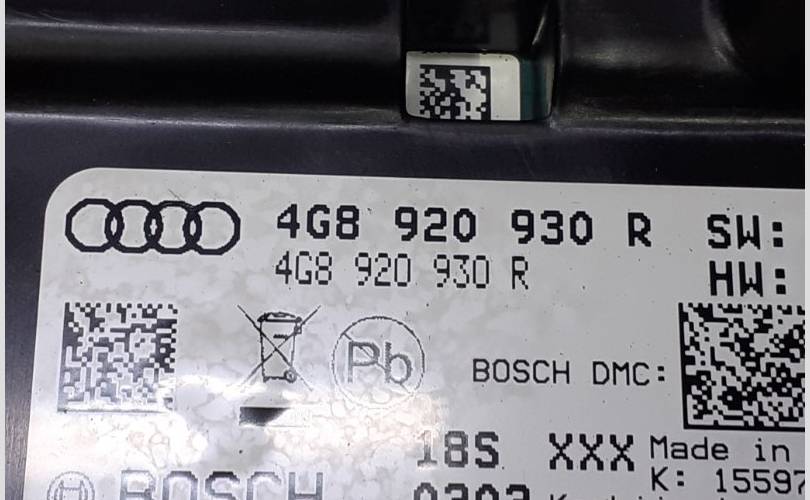 4G8 920 930 R SW:
4G8 920 930 R HW:
Pb
BOSCH DMC:
18S XXX Made in
BOSCH K: 15597